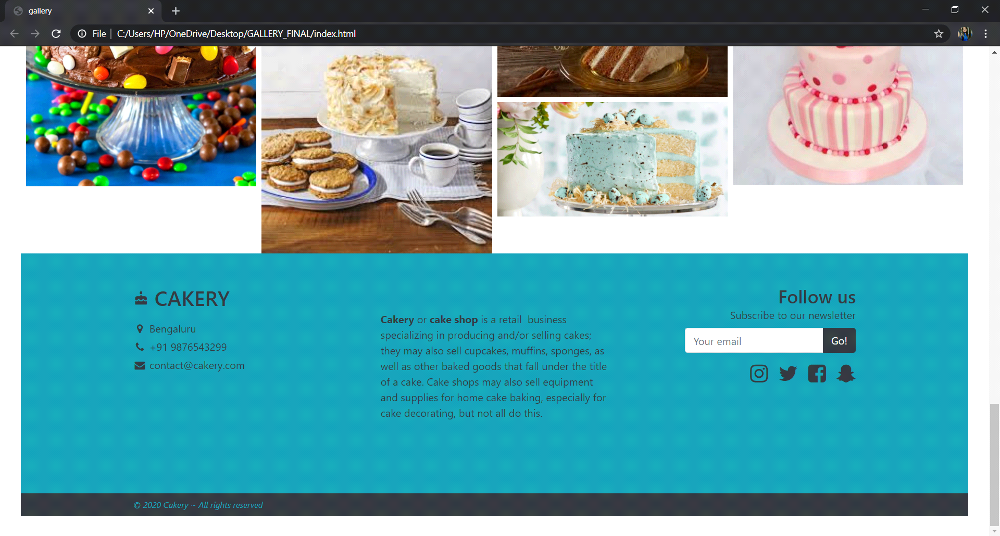 gallery
File | C:/Users/HP/OneDrive/Desktop/GALLERY_FINAL/index.html
CAKERY
Bengaluru
+91 9876543299
contact@cakery.com
Cakery or cake shop is a retail  business
specializing in producing and/or selling cakes;
they may also sell cupcakes, muffins, sponges, as
well as other baked goods that fall under the title
of a cake. Cake shops may also sell equipment
and supplies for home cake baking, especially for
cake decorating, but not all do this.
Follow us
Subscribe to our newsletter
Your email
Go!
© 2020 Cakery ~ All rights reserved